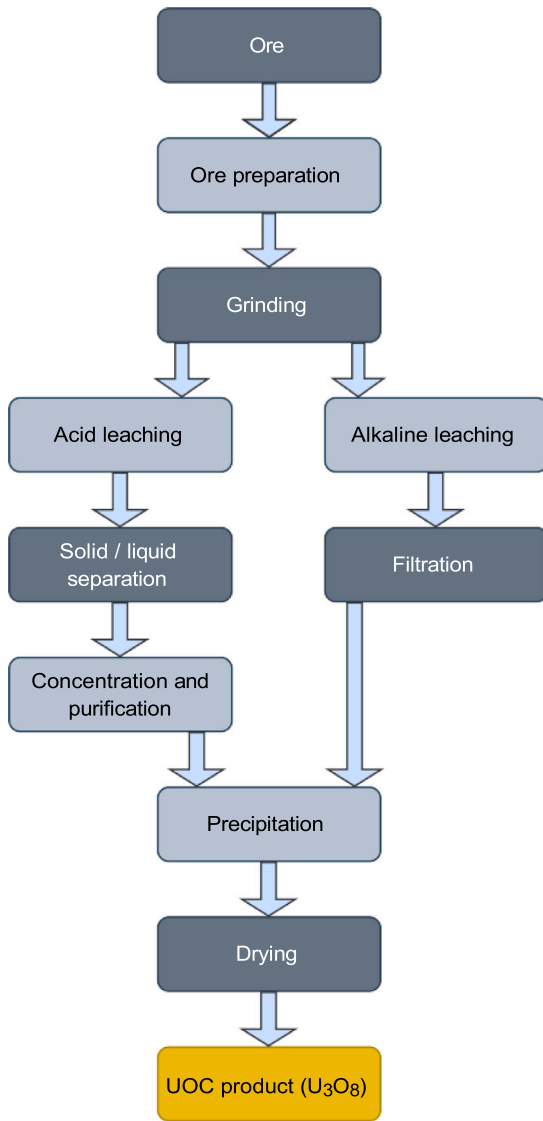 Ore
Ore preparation
Grinding
Acid leaching
Alkaline leaching
Solid / liquid
separation
Filtration
Concentration and
purification
Precipitation
Drying
UOC product (U₃O₈)